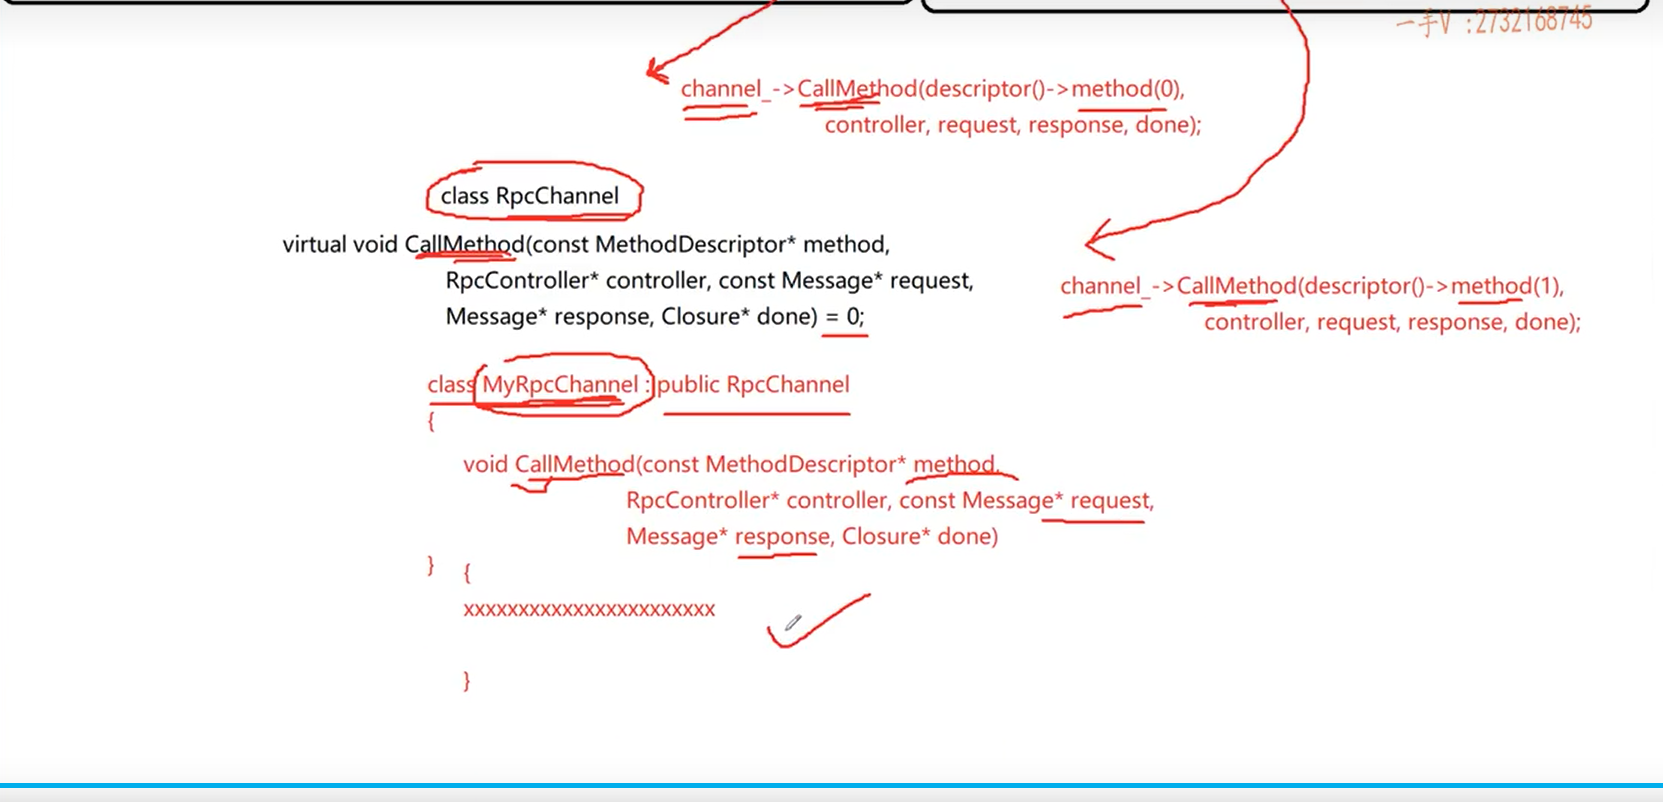 一手V :2732168745
channel_->CallMethod(descriptor()->method(0),
controller, request, response, done);
class RpcChannel
virtual void CallMethod(const MethodDescriptor* method,
RpcController* controller, const Message* request,
Message* response, Closure* done) = 0;
channel_->CallMethod(descriptor()->method(1),
controller, request, response, done);
class MyRpcChannel : public RpcChannel
{
void CallMethod(const MethodDescriptor* method,
RpcController* controller, const Message* request,
Message* response, Closure* done)
} {
xxxxxxxxxxxxxxxxxxxxxxx
}